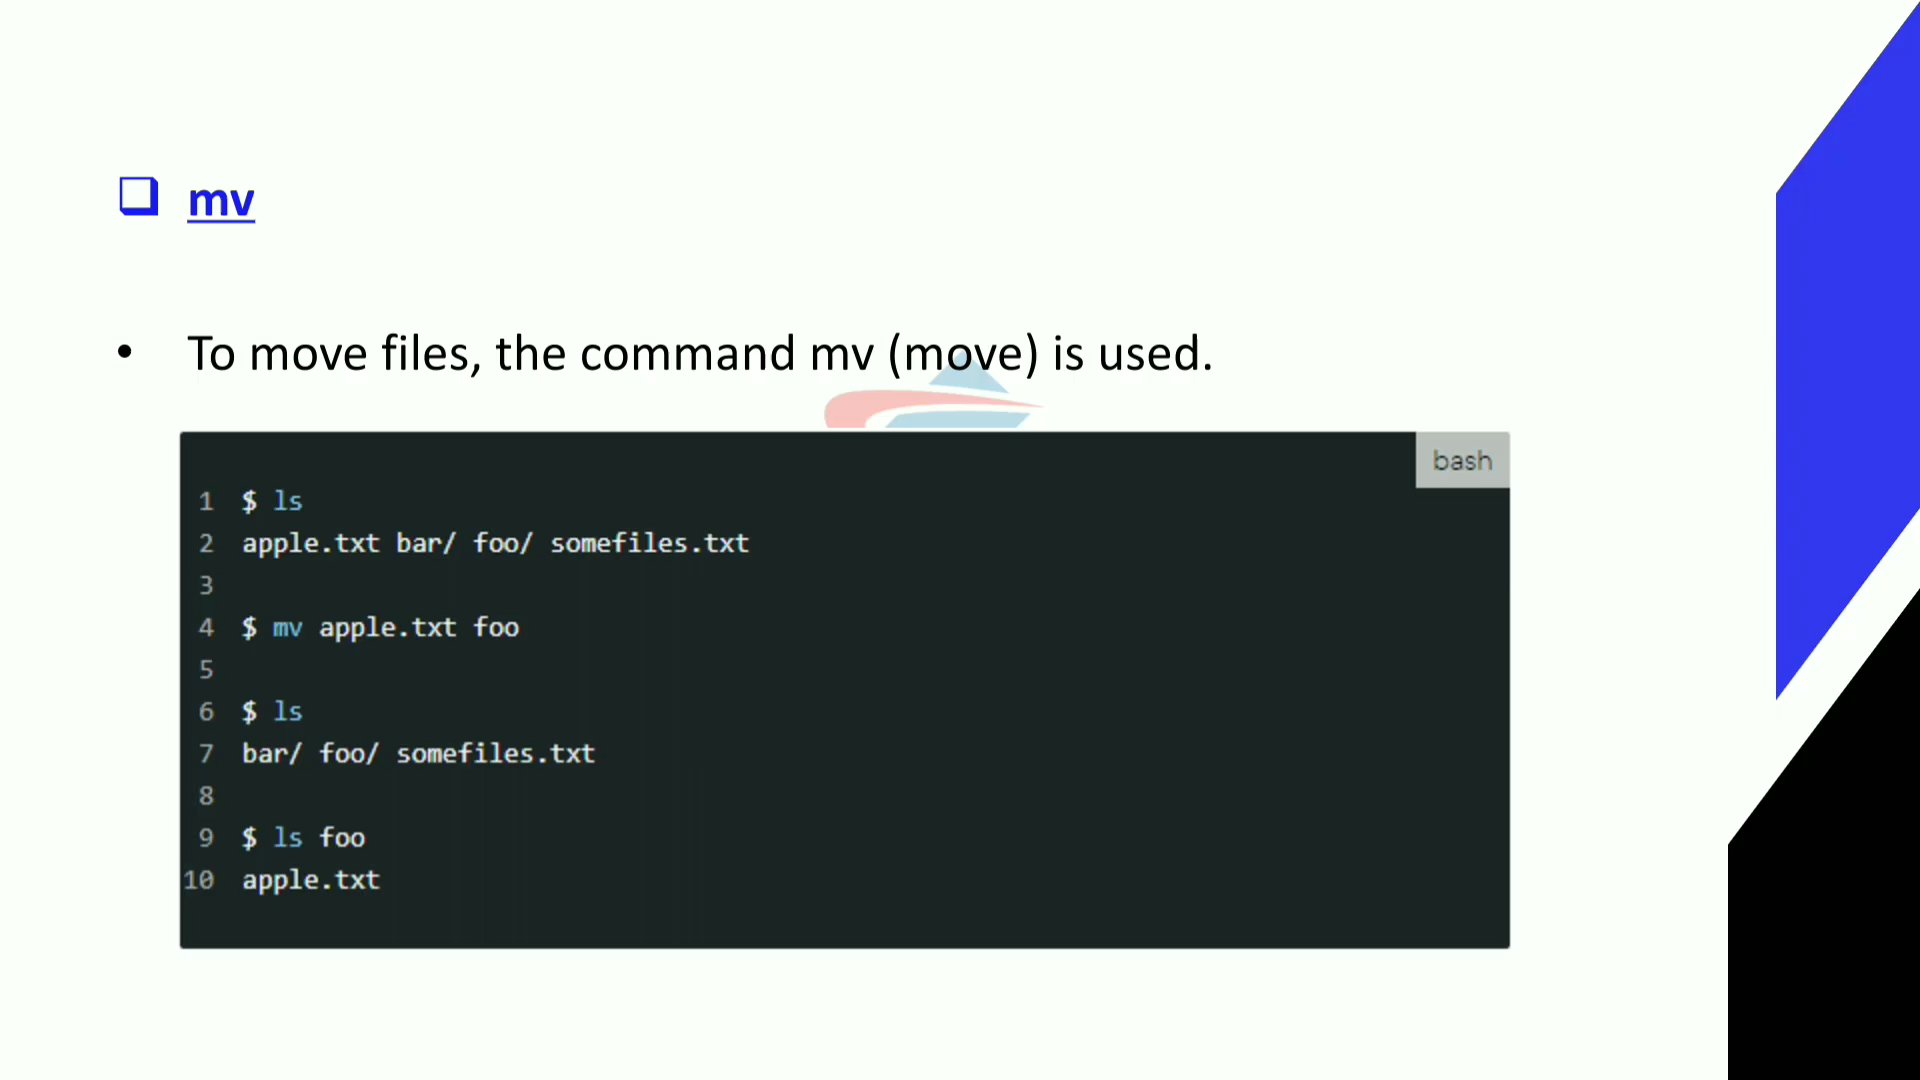 ❑ mv
• To move files, the command mv (move) is used.
bash
1 $ ls
2 apple.txt bar/ foo/ somefiles.txt
3
4 $ mv apple.txt foo
5
6 $ ls
7 bar/ foo/ somefiles.txt
8
9 $ ls foo
10 apple.txt